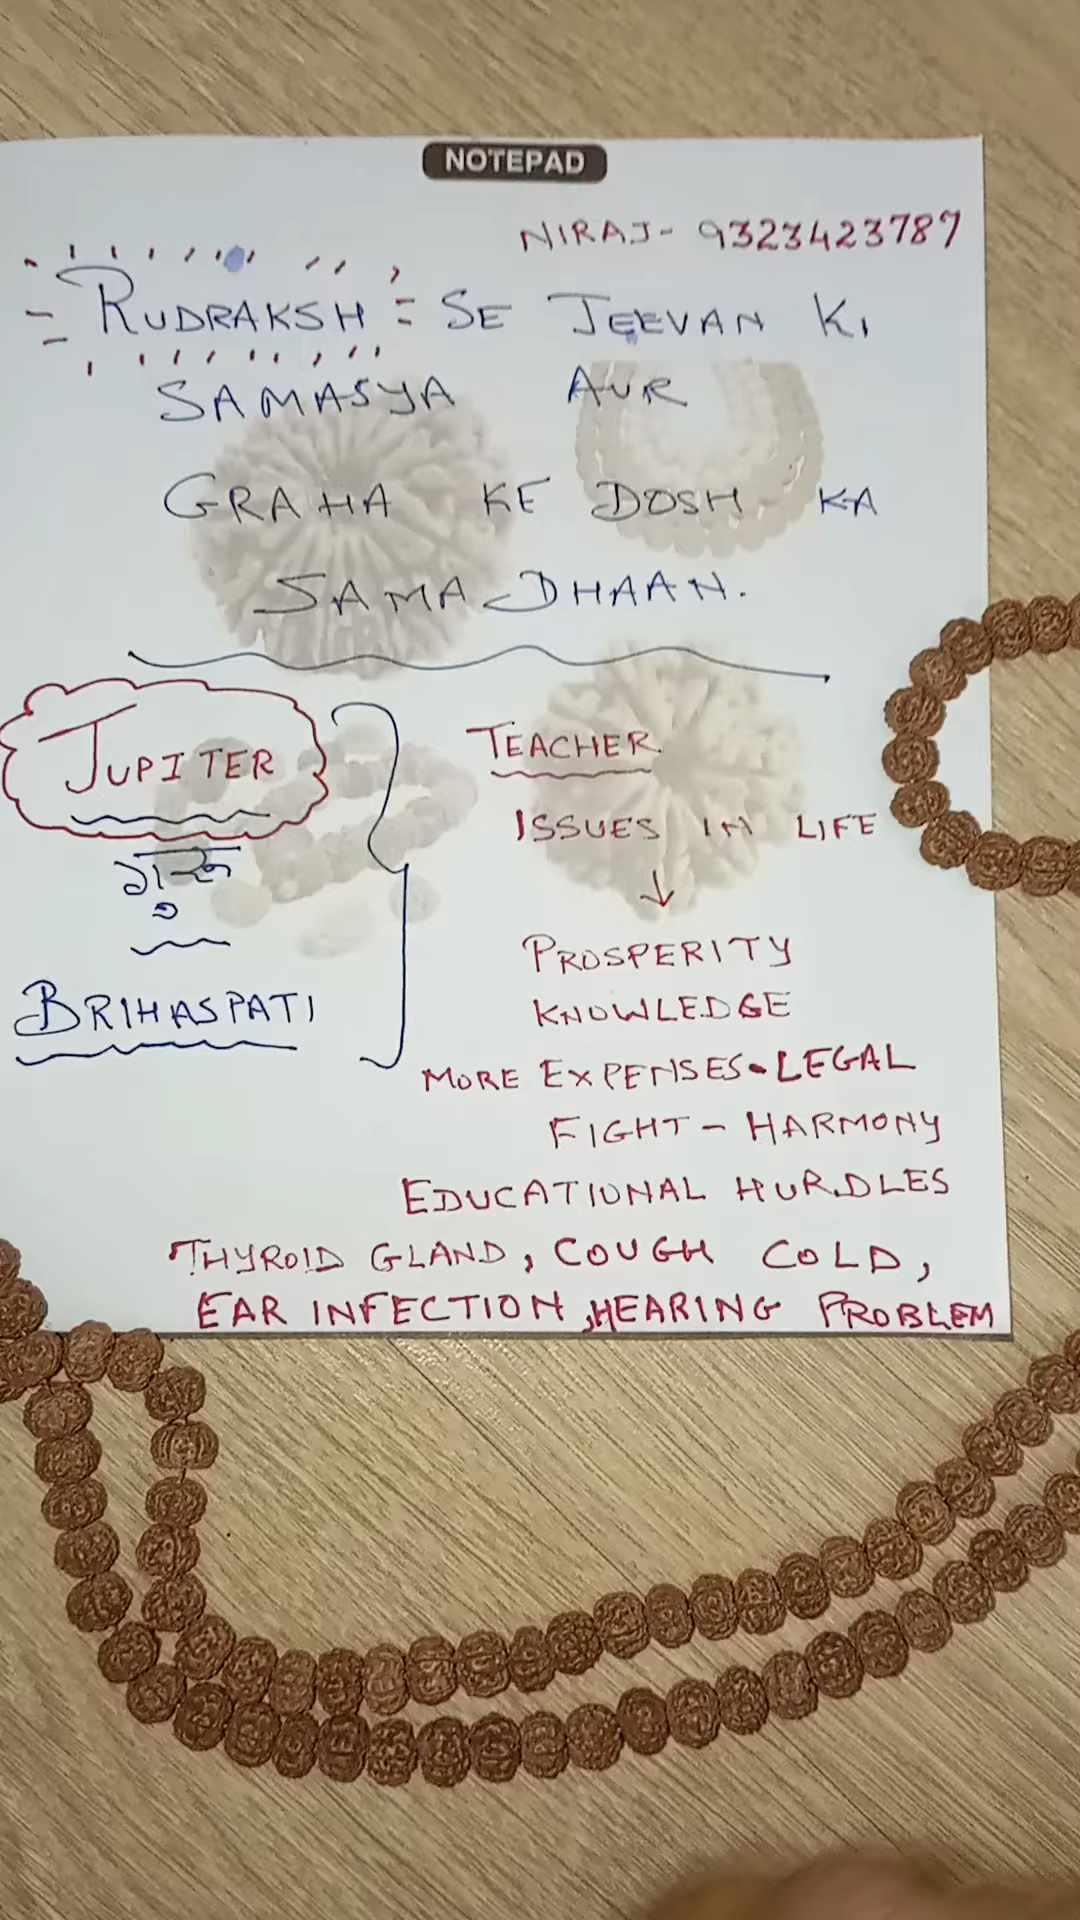 NOTEPAD
NIRAJ- 9323423787
RUDRAKSH SE JEEVAN KI
SAMASYA AUR
GRAHA KE DOSH KA
SAMADHAAN.
JUPITER
TEACHER
ISSUES IN LIFE
गुरू
PROSPERITY
BRIHASPATI
KNOWLEDGE
MORE EXPENSES-LEGAL
FIGHT - HARMONY
EDUCATIONAL HURDLES
THYROID GLAND, COUGH COLD,
EAR INFECTION, HEARING PROBLEM